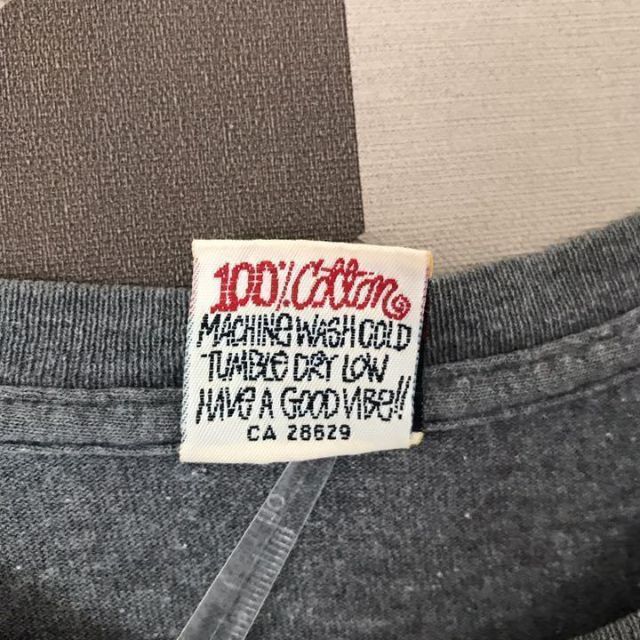 100% Cotton
MACHINE WASH COLD
TUMBLE DRY LOW
HAVE A GOOD VIBE!!
CA 28629